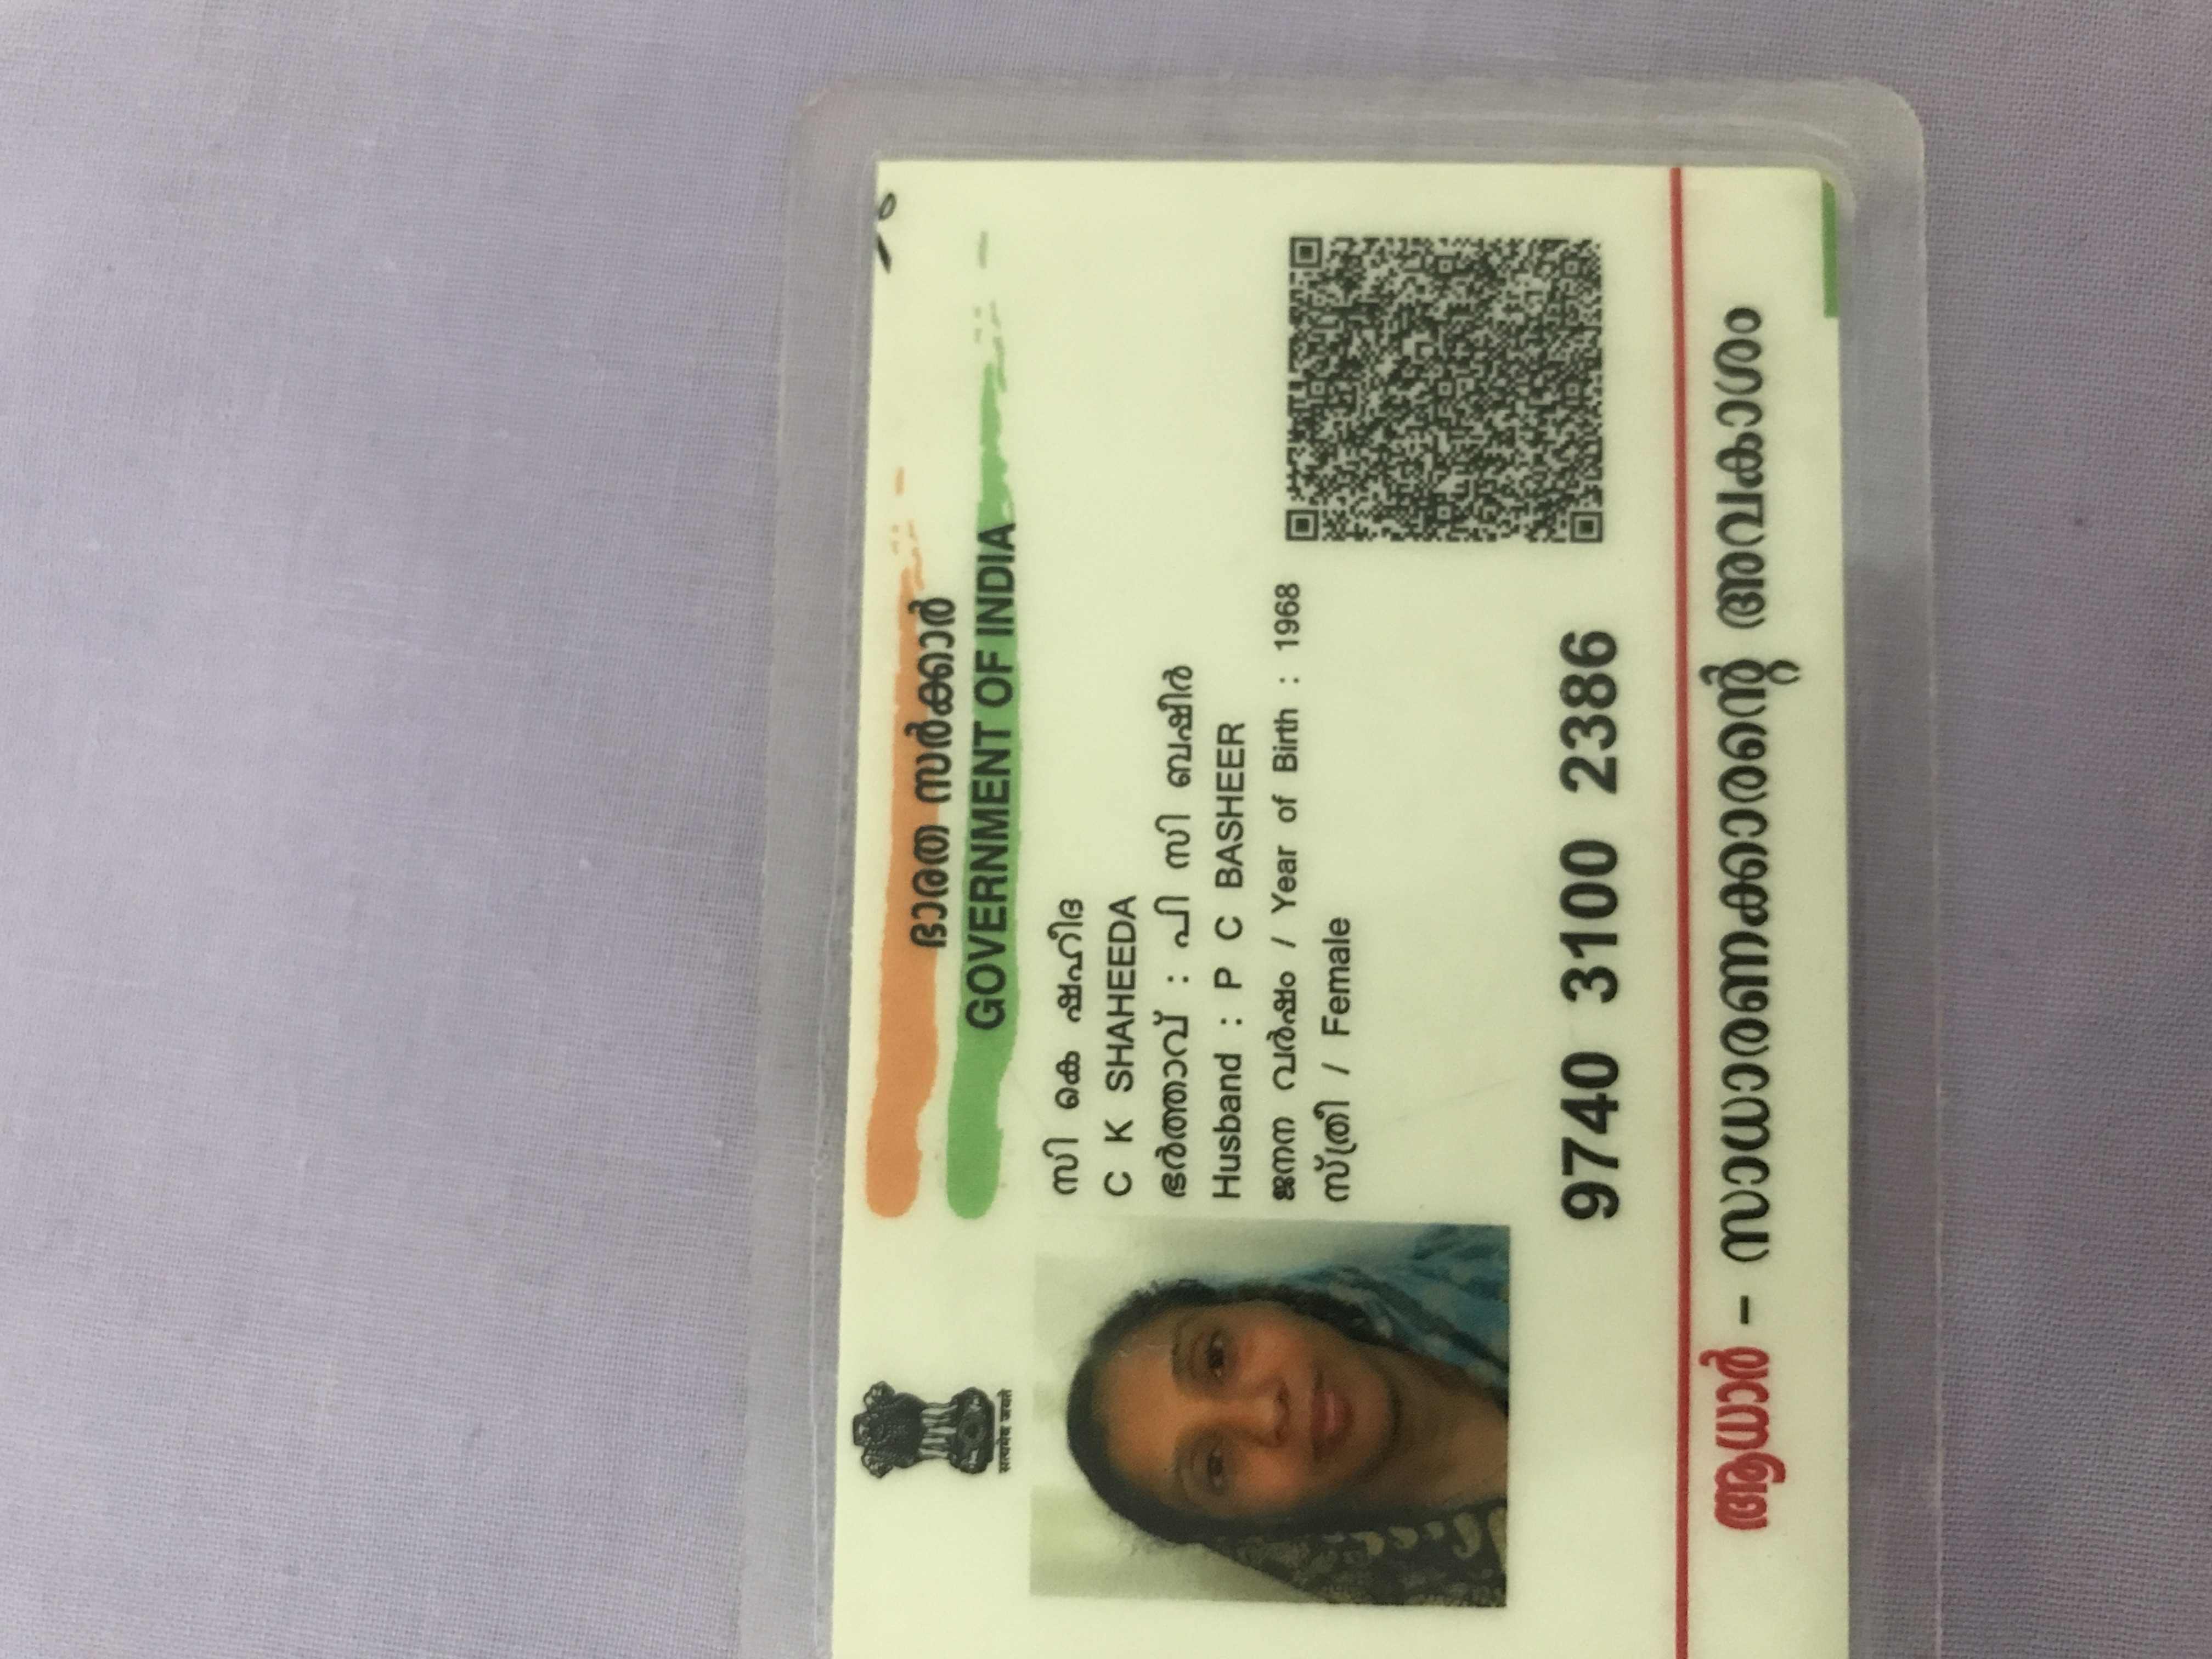 सत्यमेव जयते
ഭാരത സർക്കാർ
GOVERNMENT OF INDIA
സി കെ ഷഹീദ
C K SHAHEEDA
ഭർത്താവ് : പി സി ബഷീർ
Husband : P C BASHEER
ജനന വർഷം / Year of Birth : 1968
സ്ത്രീ / Female
9740 3100 2386
ആധാർ - സാധാരണക്കാരന്റെ അവകാശം